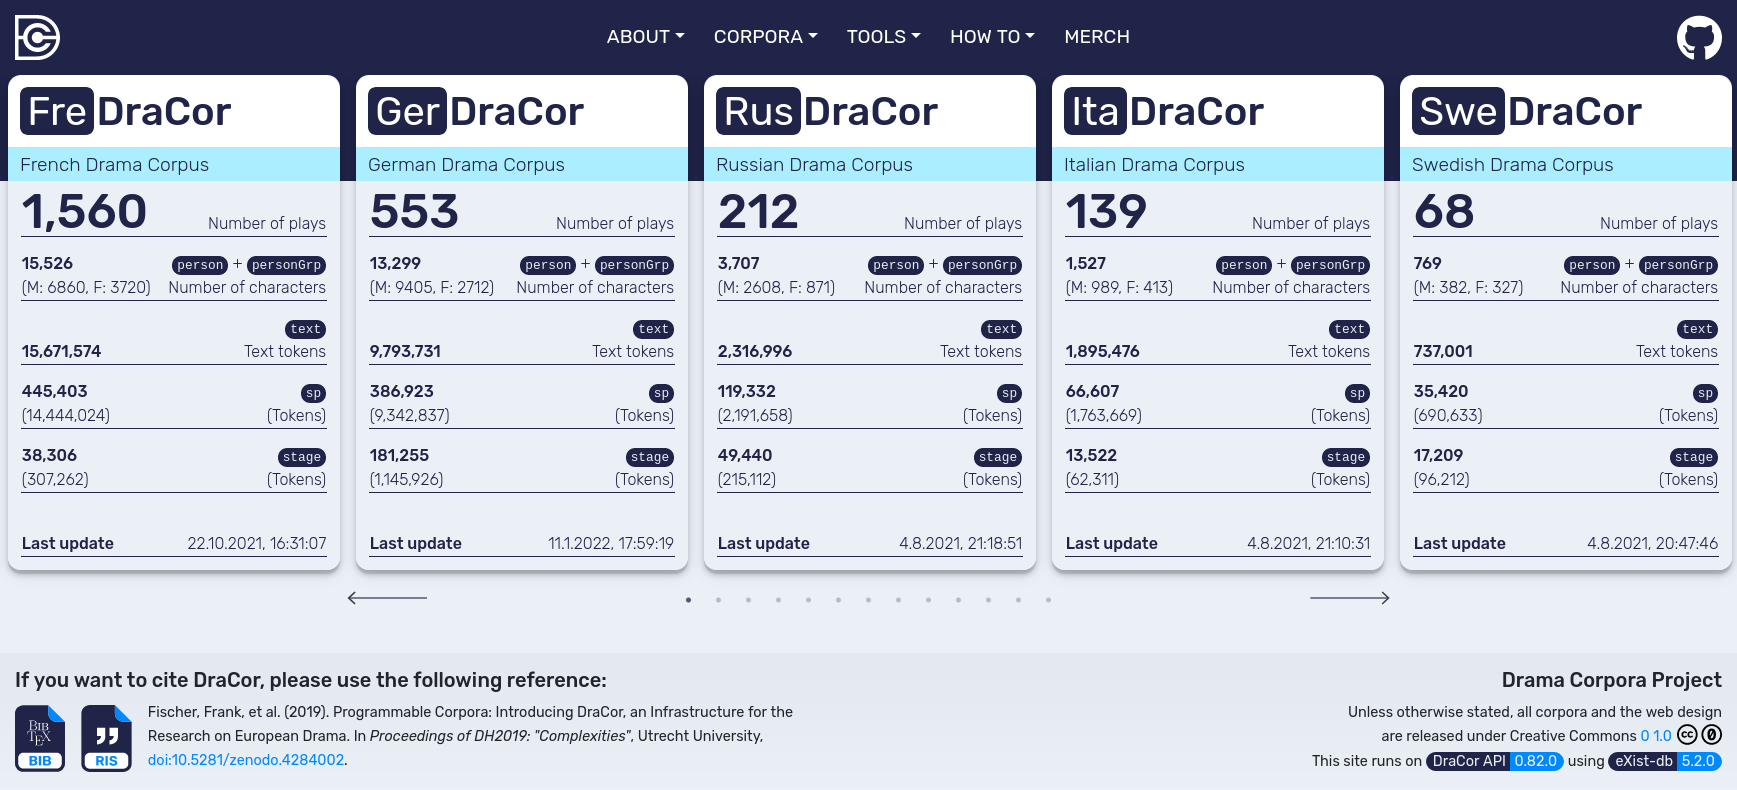 ABOUT CORPORA TOOLS HOW TO MERCH
FreDraCor
French Drama Corpus
1,560 Number of plays
15,526 person + personGrp
(M: 6860, F: 3720) Number of characters
text
15,671,574 Text tokens
445,403 sp
(14,444,024) (Tokens)
38,306 stage
(307,262) (Tokens)
Last update 22.10.2021, 16:31:07
GerDraCor
German Drama Corpus
553 Number of plays
13,299 person + personGrp
(M: 9405, F: 2712) Number of characters
text
9,793,731 Text tokens
386,923 sp
(9,342,837) (Tokens)
181,255 stage
(1,145,926) (Tokens)
Last update 11.1.2022, 17:59:19
RusDraCor
Russian Drama Corpus
212 Number of plays
3,707 person + personGrp
(M: 2608, F: 871) Number of characters
text
2,316,996 Text tokens
119,332 sp
(2,191,658) (Tokens)
49,440 stage
(215,112) (Tokens)
Last update 4.8.2021, 21:18:51
ItaDraCor
Italian Drama Corpus
139 Number of plays
1,527 person + personGrp
(M: 989, F: 413) Number of characters
text
1,895,476 Text tokens
66,607 sp
(1,763,669) (Tokens)
13,522 stage
(62,311) (Tokens)
Last update 4.8.2021, 21:10:31
SweDraCor
Swedish Drama Corpus
68 Number of plays
769 person + personGrp
(M: 382, F: 327) Number of characters
text
737,001 Text tokens
35,420 sp
(690,633) (Tokens)
17,209 stage
(96,212) (Tokens)
Last update 4.8.2021, 20:47:46
If you want to cite DraCor, please use the following reference:
BIBTEX
BIB
RIS
Fischer, Frank, et al. (2019). Programmable Corpora: Introducing DraCor, an Infrastructure for the
Research on European Drama. In Proceedings of DH2019: "Complexities", Utrecht University,
doi:10.5281/zenodo.4284002.
Drama Corpora Project
Unless otherwise stated, all corpora and the web design
are released under Creative Commons 0 1.0 cc 0
This site runs on DraCor API 0.82.0 using eXist-db 5.2.0